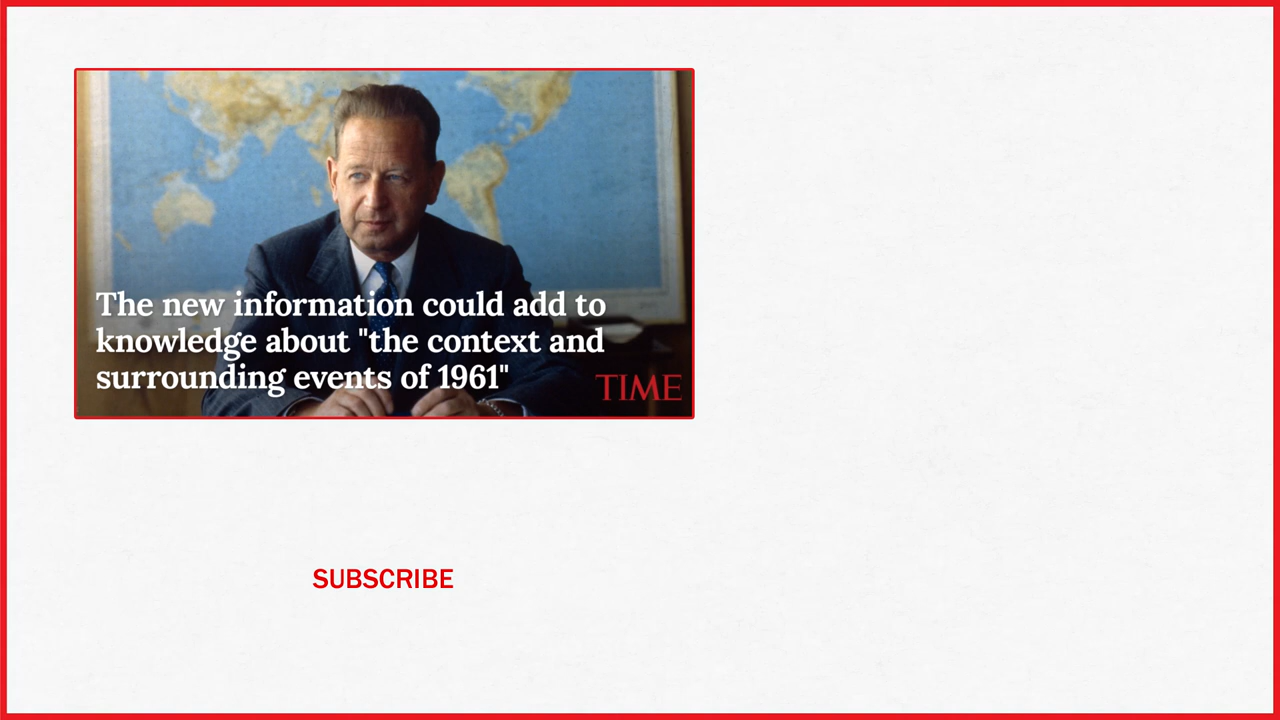 The new information could add to
knowledge about "the context and
surrounding events of 1961"
TIME
SUBSCRIBE